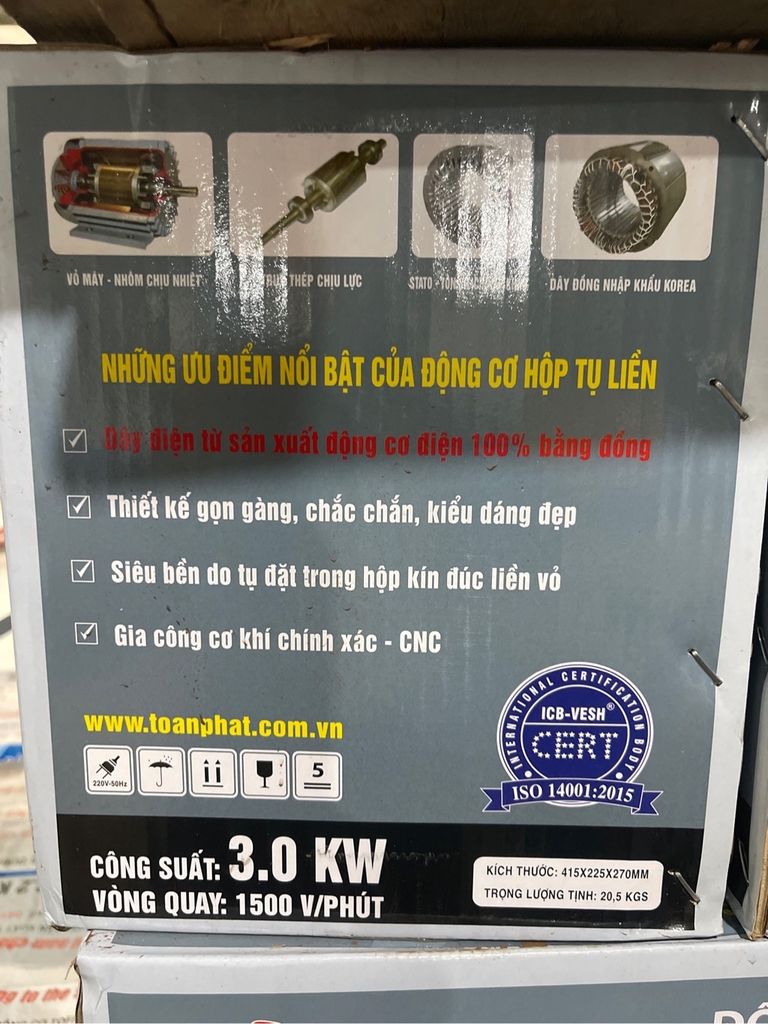 VỎ MÁY - NHÔM CHỊU NHIỆT
THÉP CHỊU LỰC
STATO
DÂY ĐỒNG NHẬP KHẨU KOREA
NHỮNG ƯU ĐIỂM NỔI BẬT CỦA ĐỘNG CƠ HỘP TỤ LIỀN
Dây điện từ sản xuất động cơ điện 100% bằng đồng
Thiết kế gọn gàng, chắc chắn, kiểu dáng đẹp
Siêu bền do tụ đặt trong hộp kín đúc liền vỏ
Gia công cơ khí chính xác - CNC
www.toanphat.com.vn
220V-50Hz
5
INTERNATIONAL CERTIFICATION BODY
ICB-VESH®
CERT
ISO 14001:2015
CÔNG SUẤT: 3.0 KW
VÒNG QUAY: 1500 V/PHÚT
KÍCH THƯỚC: 415X225X270MM
TRỌNG LƯỢNG TỊNH: 20,5 KGS